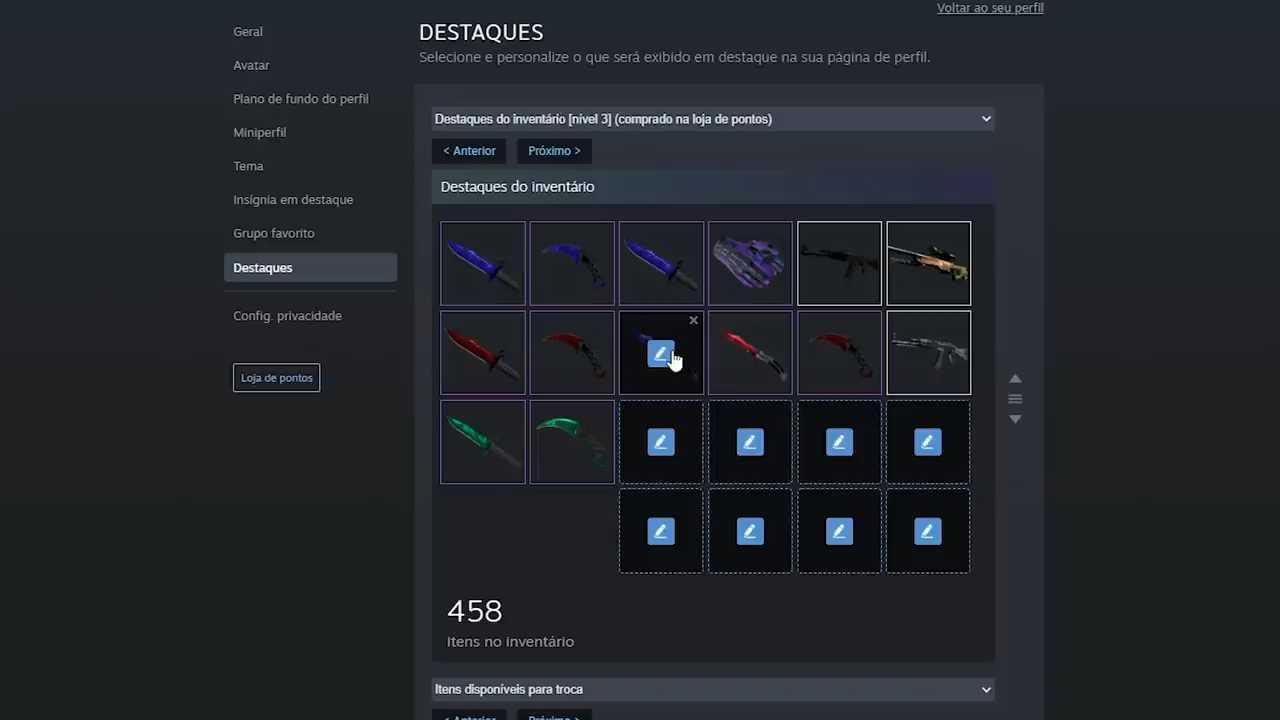 Voltar ao seu perfil
Geral
Avatar
Plano de fundo do perfil
Miniperfil
Tema
Insígnia em destaque
Grupo favorito
Destaques
Config. privacidade
Loja de pontos
DESTAQUES
Selecione e personalize o que será exibido em destaque na sua página de perfil.
Destaques do inventário [nível 3] (comprado na loja de pontos)
< Anterior
Próximo >
Destaques do inventário
458
Itens no inventário
Itens disponíveis para troca
< Anterior
Próximo >